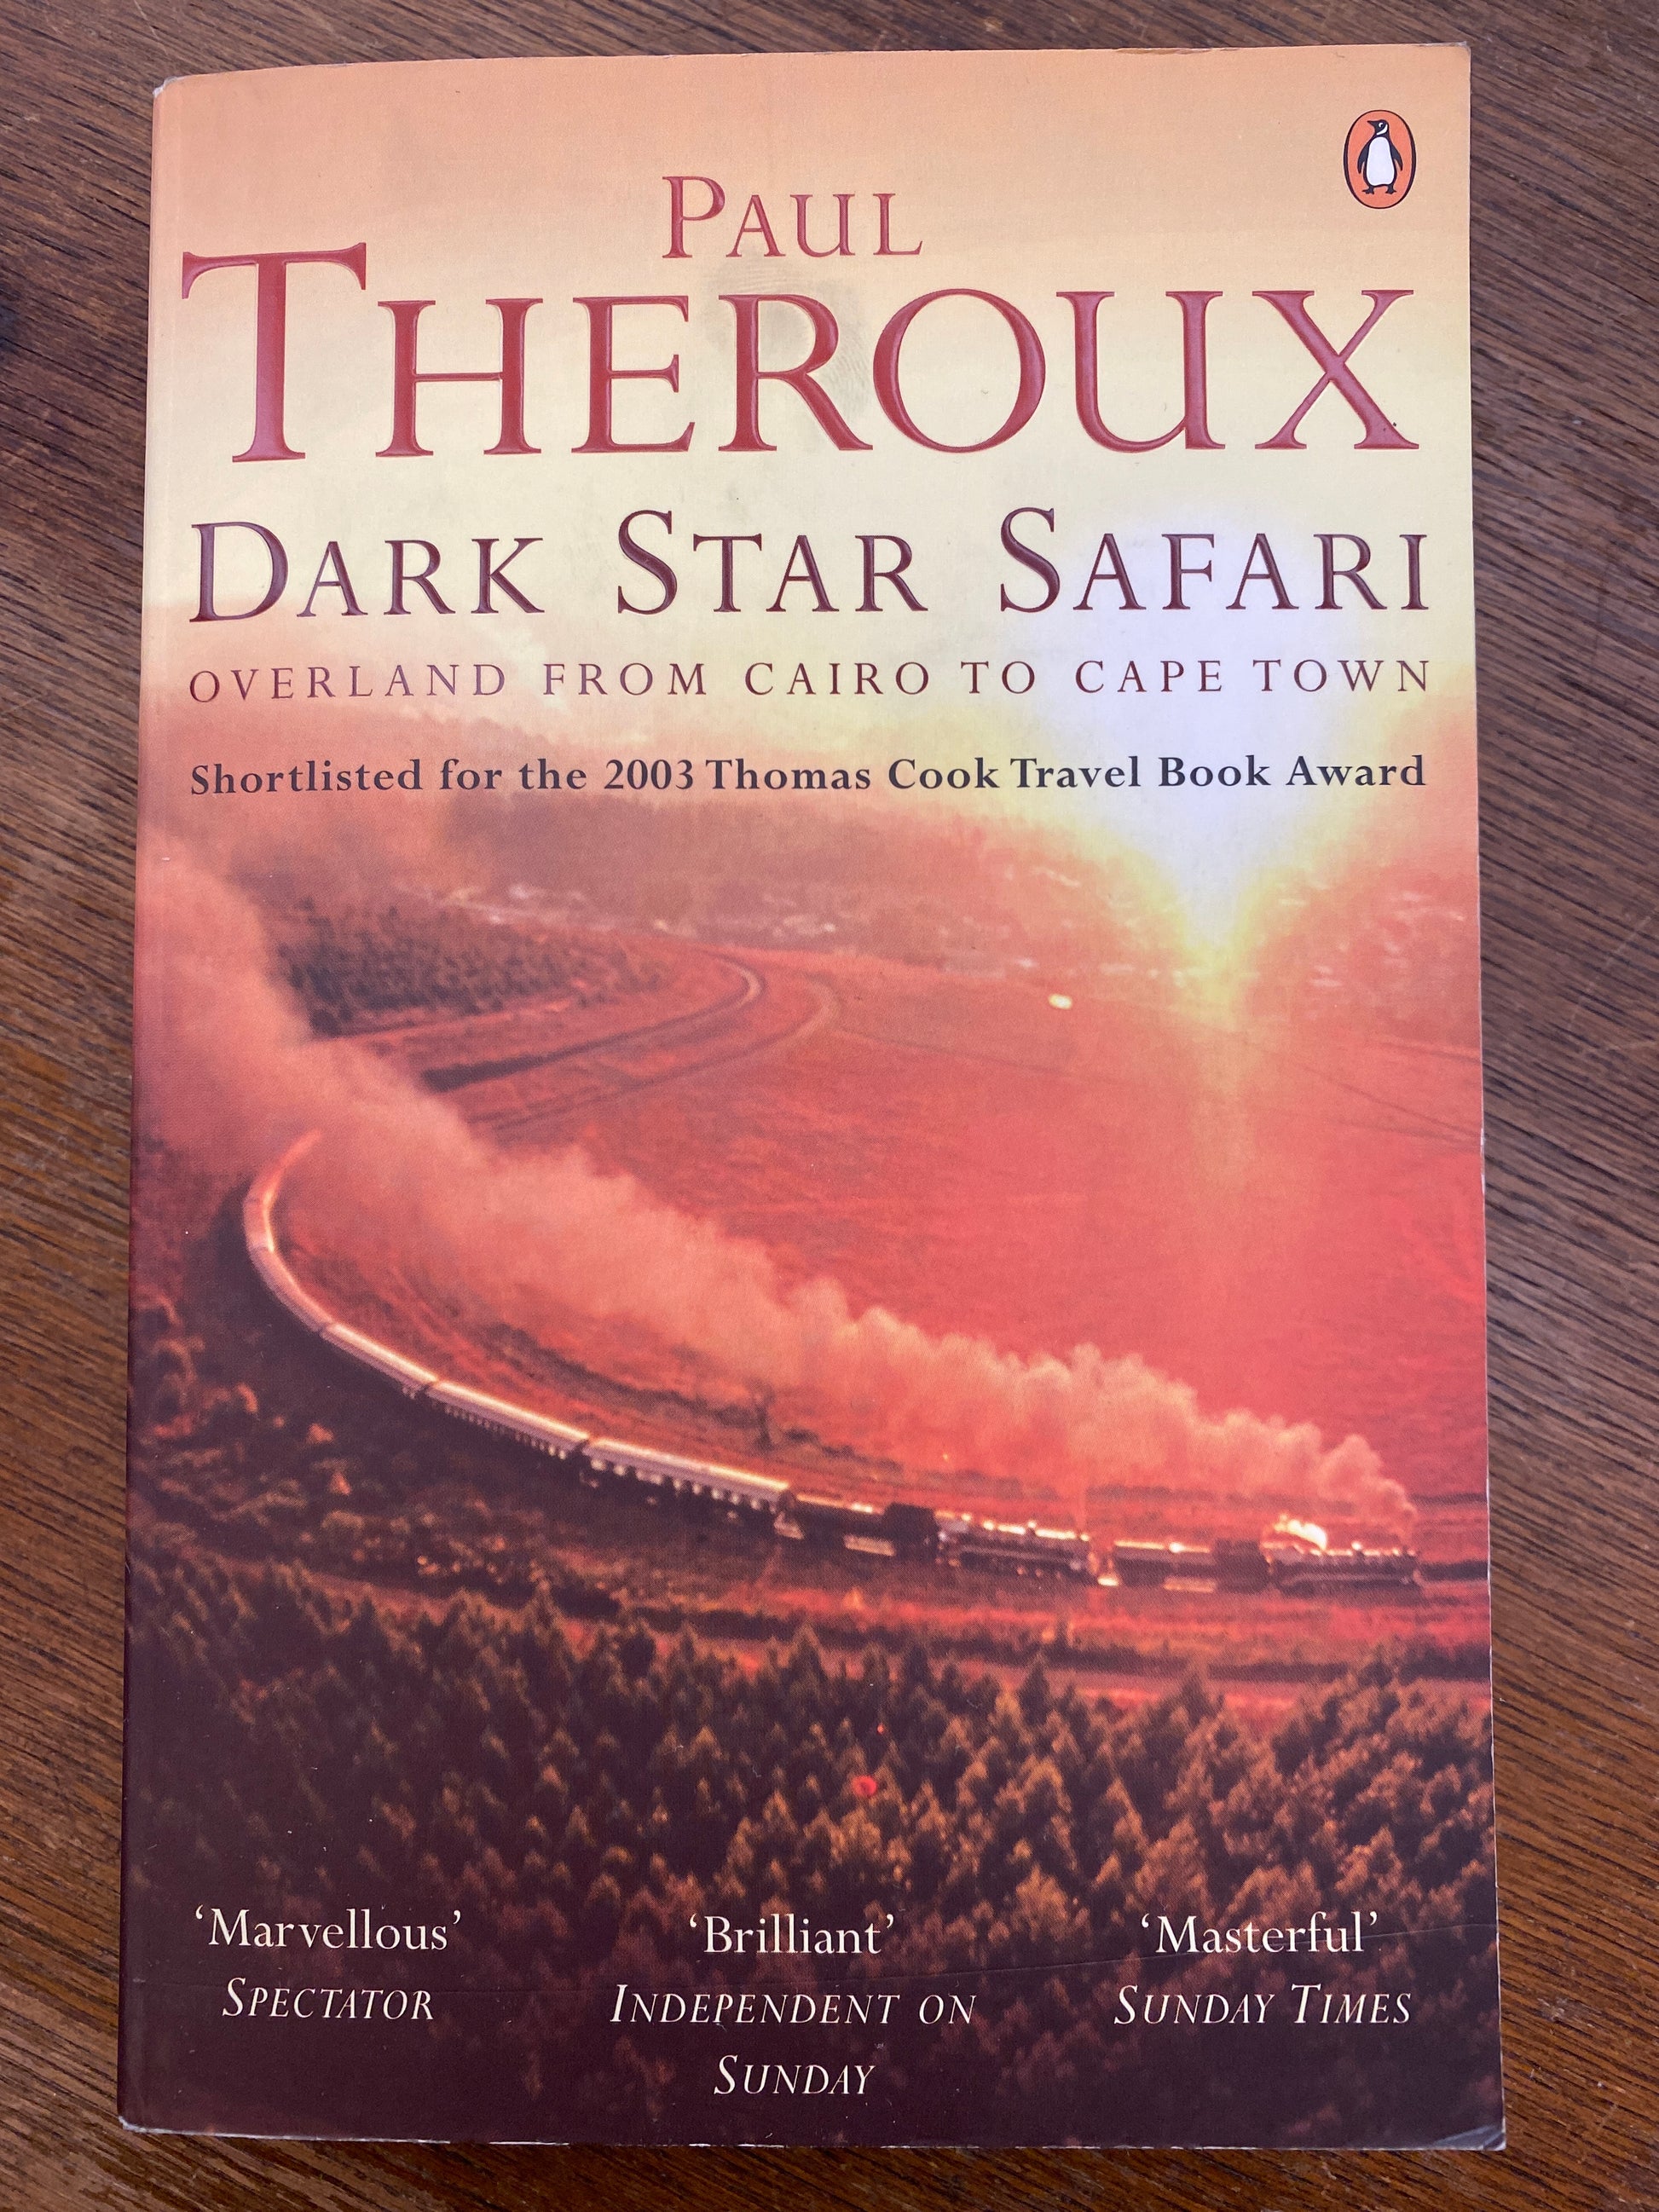 PAUL
THEROUX
DARK STAR SAFARI
OVERLAND FROM CAIRO TO CAPE TOWN
Shortlisted for the 2003 Thomas Cook Travel Book Award
‘Marvellous’
SPECTATOR
‘Brilliant’
INDEPENDENT ON
SUNDAY
‘Masterful’
SUNDAY TIMES